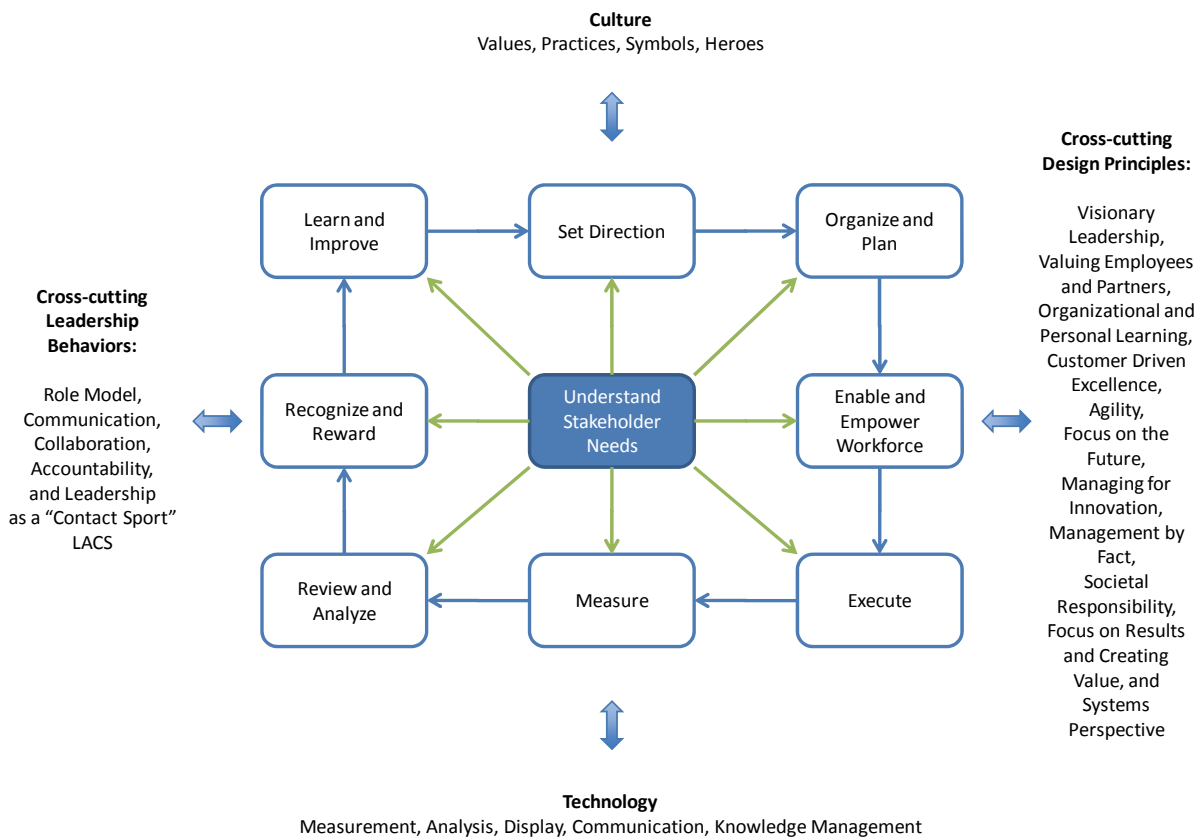 Culture
Values, Practices, Symbols, Heroes
Learn and
Improve
Set Direction
Organize and
Plan
Cross-cutting
Leadership
Behaviors:
Role Model,
Communication,
Collaboration,
Accountability,
and Leadership
as a “Contact Sport”
LACS
Recognize and
Reward
Understand
Stakeholder
Needs
Enable and
Empower
Workforce
Review and
Analyze
Measure
Execute
Cross-cutting
Design Principles:
Visionary
Leadership,
Valuing Employees
and Partners,
Organizational and
Personal Learning,
Customer Driven
Excellence,
Agility,
Focus on the
Future,
Managing for
Innovation,
Management by
Fact,
Societal
Responsibility,
Focus on Results
and Creating
Value, and
Systems
Perspective
Technology
Measurement, Analysis, Display, Communication, Knowledge Management